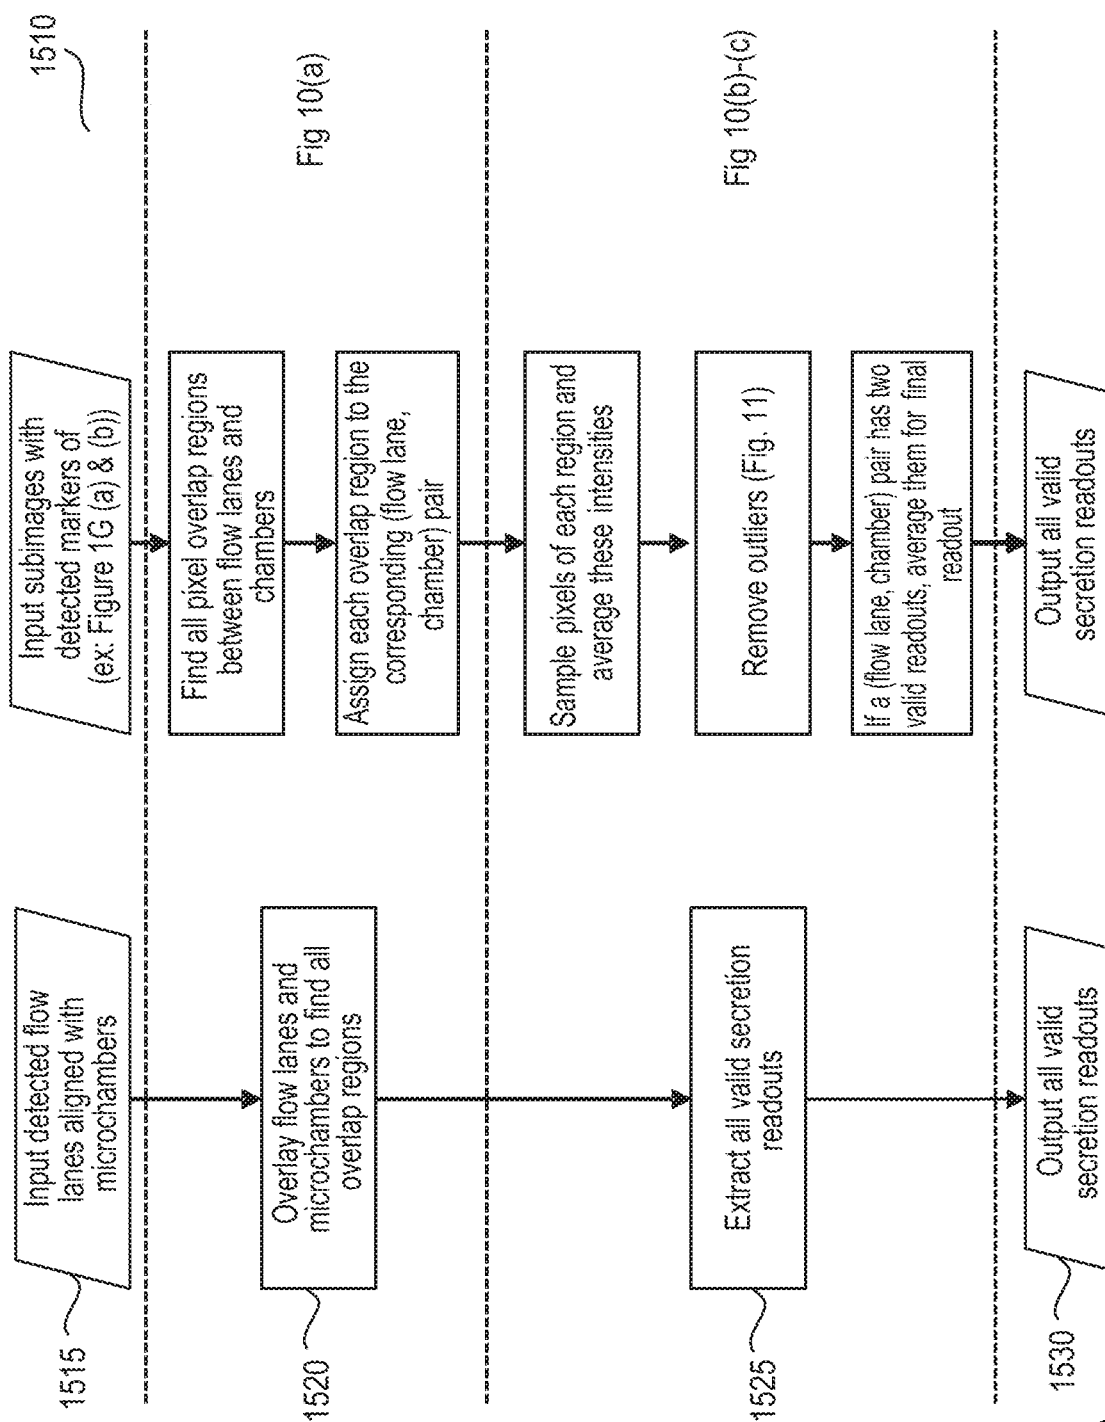 1510
1515
Input detected flow
lanes aligned with
microchambers
Input subimages with
detected markers of
(ex: Figure 1G (a) & (b))
1520
Overlay flow lanes and
microchambers to find all
overlap regions
Find all pixel overlap regions
between flow lanes and
chambers
Assign each overlap region to the
corresponding (flow lane,
chamber) pair
Fig 10(a)
1525
Extract all valid secretion
readouts
Sample pixels of each region and
average these intensities
Remove outliers (Fig. 11)
If a (flow lane, chamber) pair has two
valid readouts, average them for final
readout
Fig 10(b)-(c)
1530
Output all valid
secretion readouts
Output all valid
secretion readouts